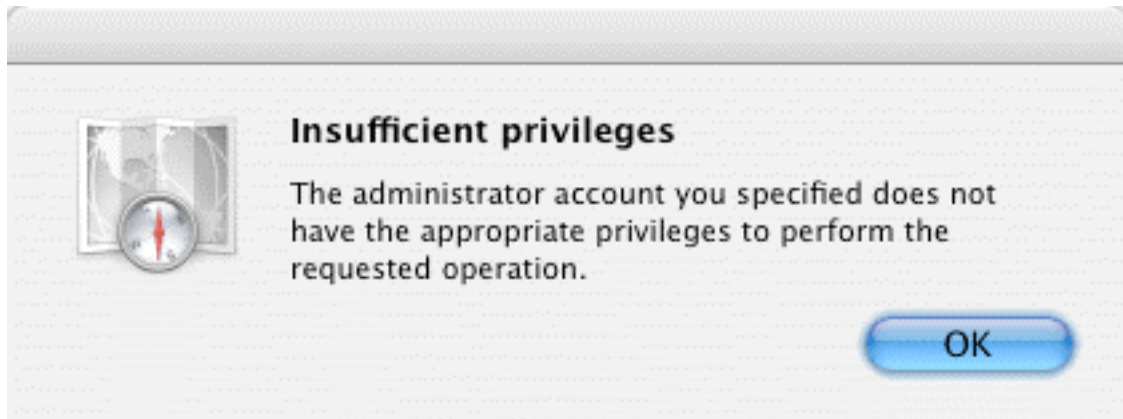 Insufficient privileges
The administrator account you specified does not
have the appropriate privileges to perform the
requested operation.
OK